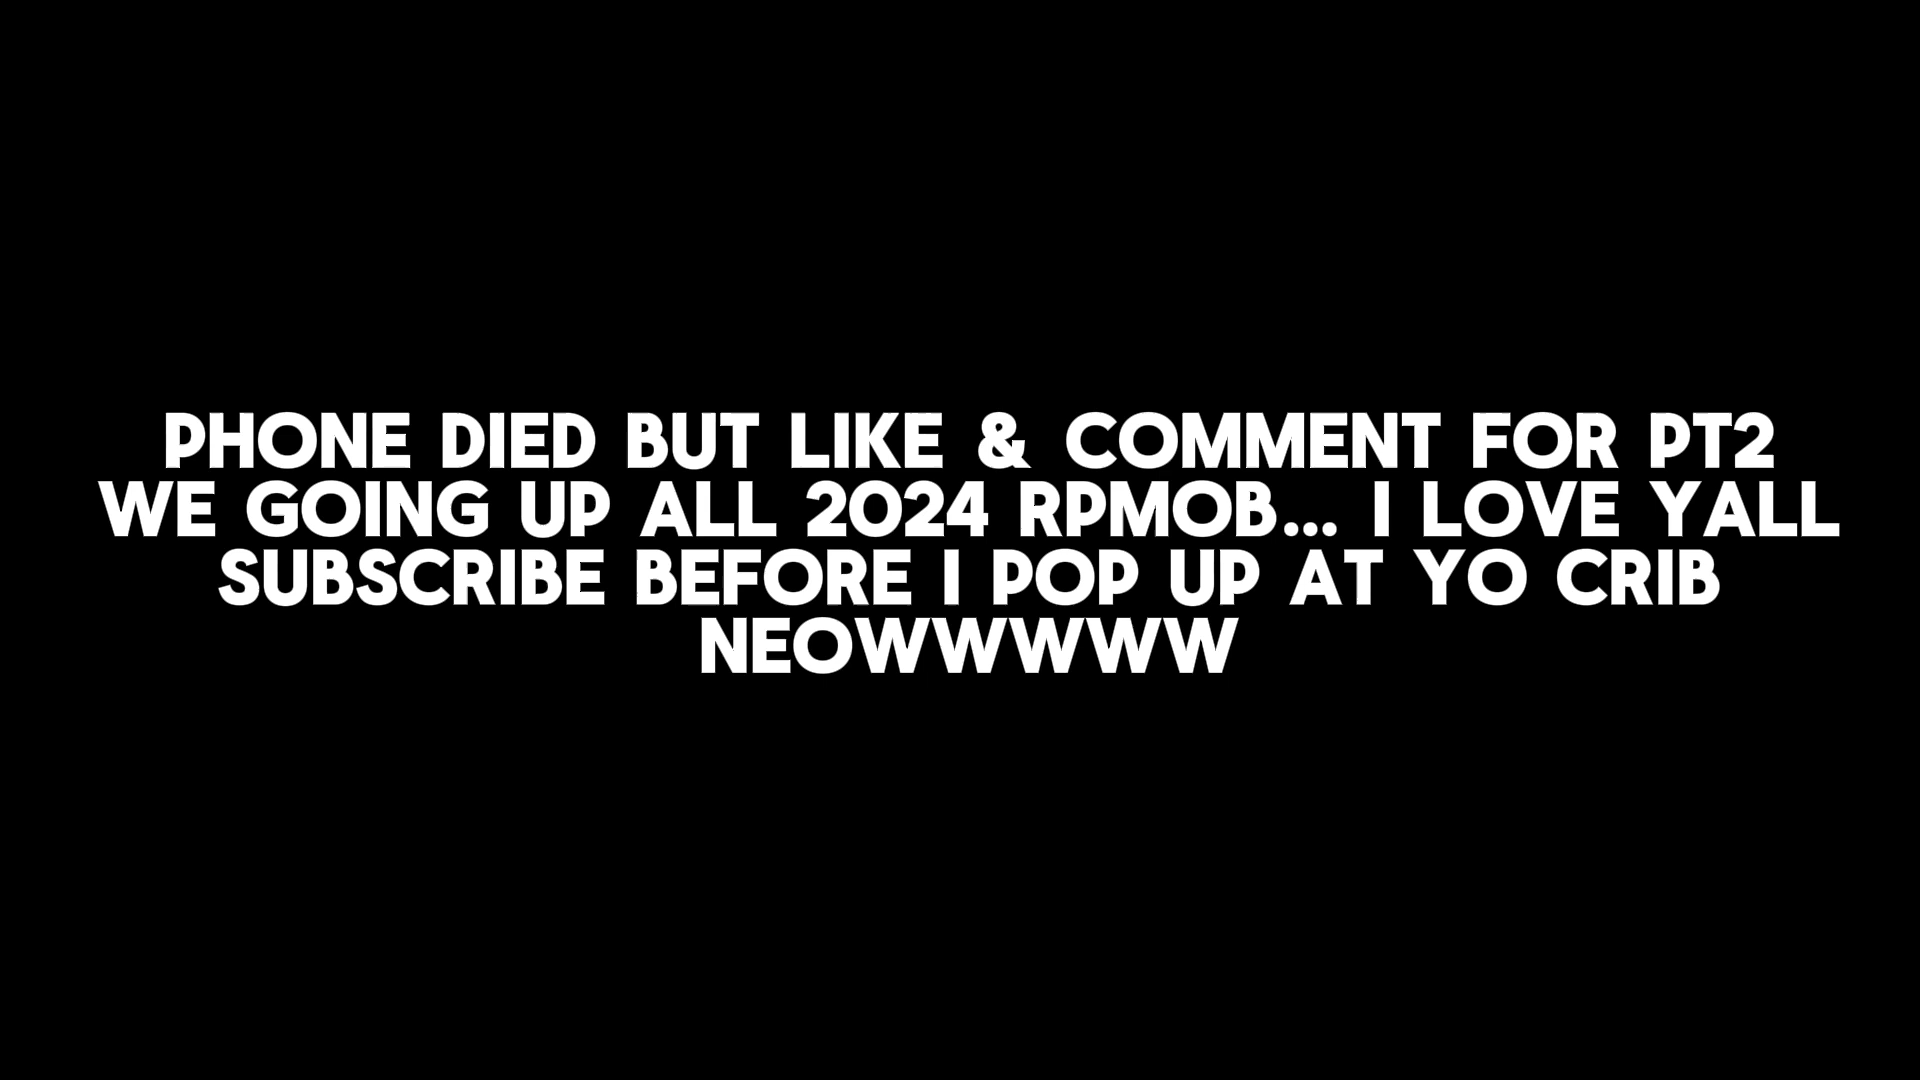 PHONE DIED BUT LIKE & COMMENT FOR PT2
WE GOING UP ALL 2024 RPMOB... I LOVE YALL
SUBSCRIBE BEFORE I POP UP AT YO CRIB
NEOWWWWW